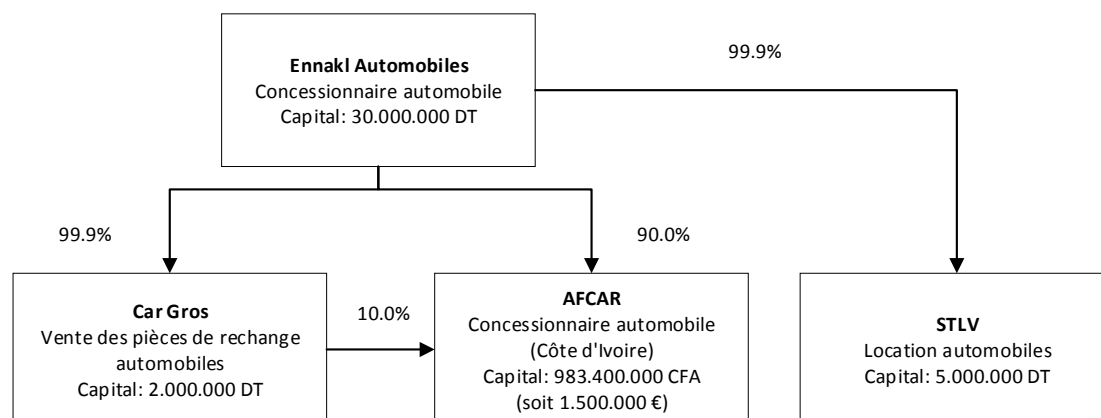 Ennakl Automobiles
Concessionnaire automobile
Capital: 30.000.000 DT
99.9%
99.9%
90.0%
Car Gros
Vente des pièces de rechange
automobiles
Capital: 2.000.000 DT
10.0%
AFCAR
Concessionnaire automobile
(Côte d'Ivoire)
Capital: 983.400.000 CFA
(soit 1.500.000 €)
STLV
Location automobiles
Capital: 5.000.000 DT